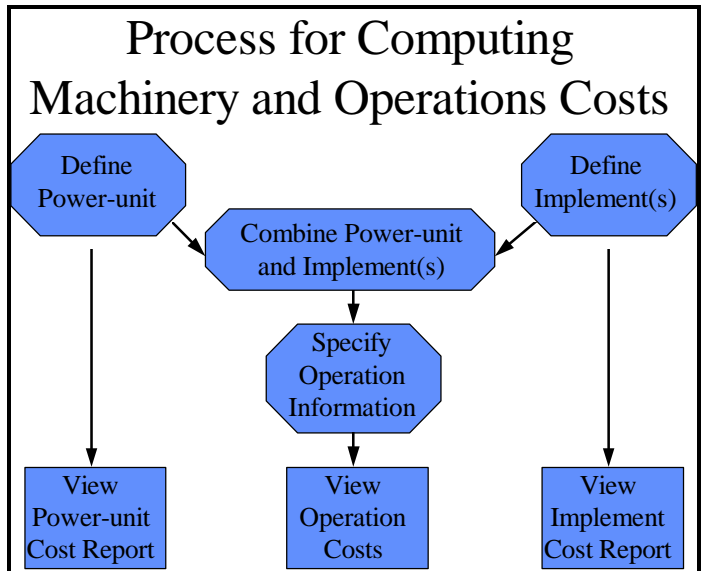 Process for Computing
Machinery and Operations Costs
Define
Power-unit
Define
Implement(s)
Combine Power-unit
and Implement(s)
Specify
Operation
Information
View
Power-unit
Cost Report
View
Operation
Costs
View
Implement
Cost Report